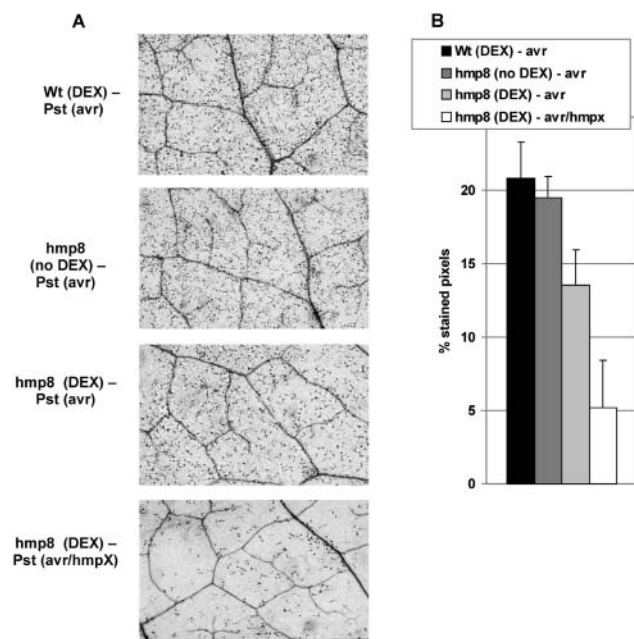 A
Wt (DEX) –
Pst (avr)
hmp8
(no DEX) –
Pst (avr)
hmp8 (DEX) –
Pst (avr)
hmp8 (DEX) –
Pst (avr/hmpX)
B
Wt (DEX) - avr
hmp8 (no DEX) - avr
hmp8 (DEX) - avr
hmp8 (DEX) - avr/hmpx
% stained pixels
20
15
10
5
0